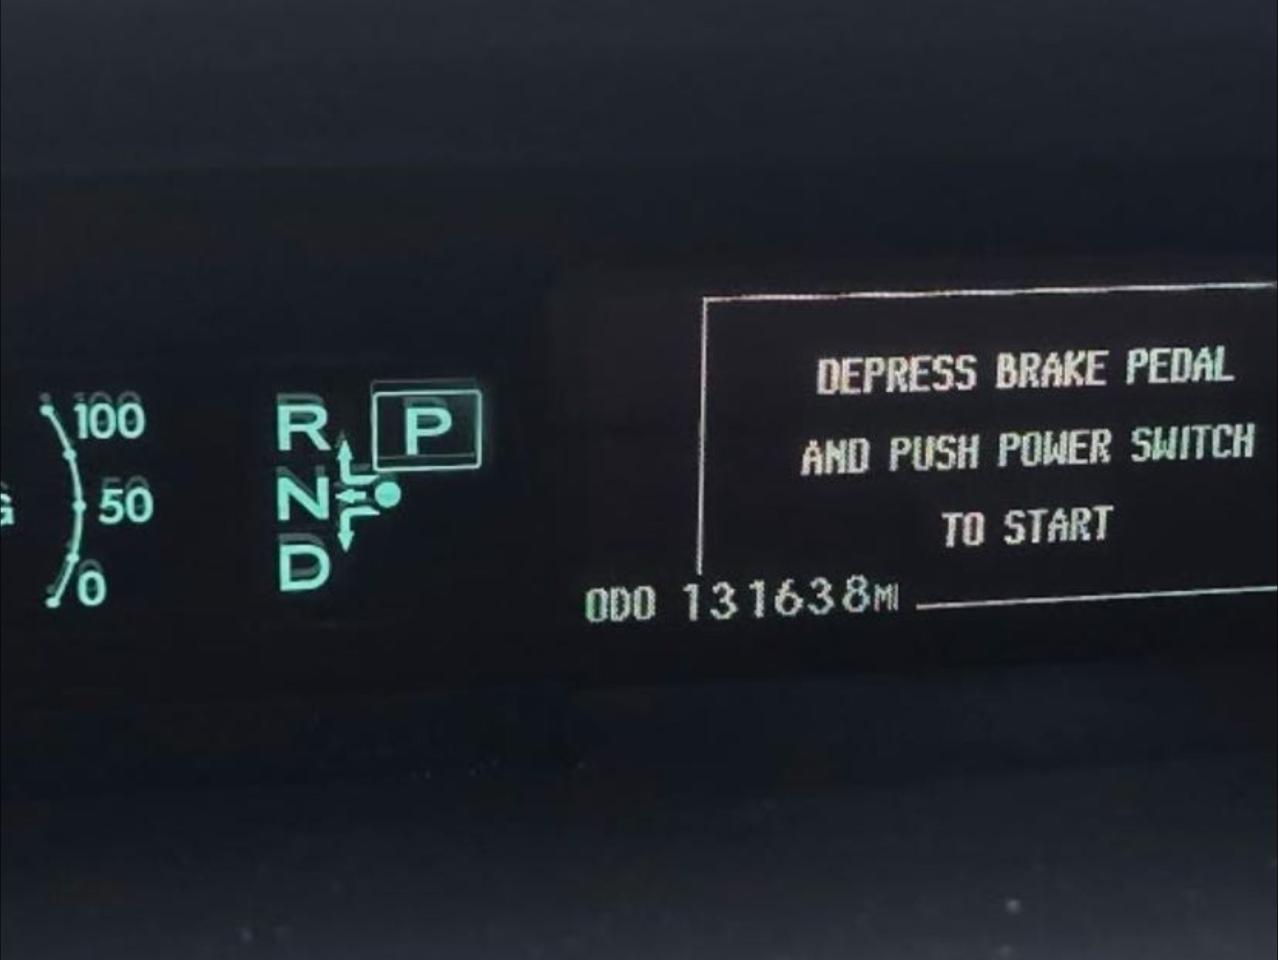 100
50
0
R
N
D
P
DEPRESS BRAKE PEDAL
AND PUSH POWER SWITCH
TO START
ODO 131638MI